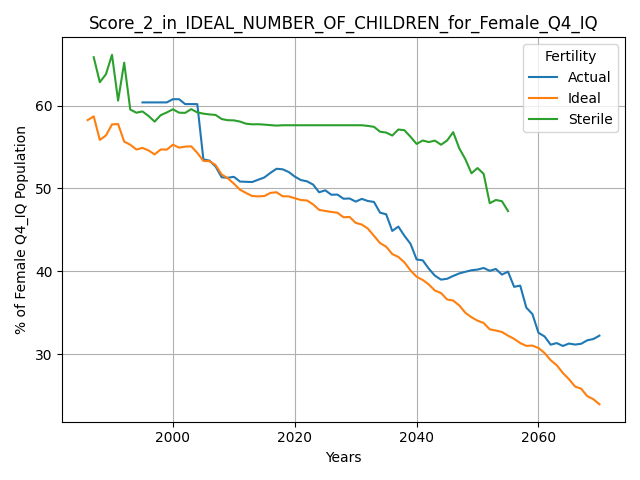 Score_2_in_IDEAL_NUMBER_OF_CHILDREN_for_Female_Q4_IQ
Fertility
Actual
Ideal
Sterile
% of Female Q4_IQ Population
60
50
40
30
2000
2020
2040
2060
Years